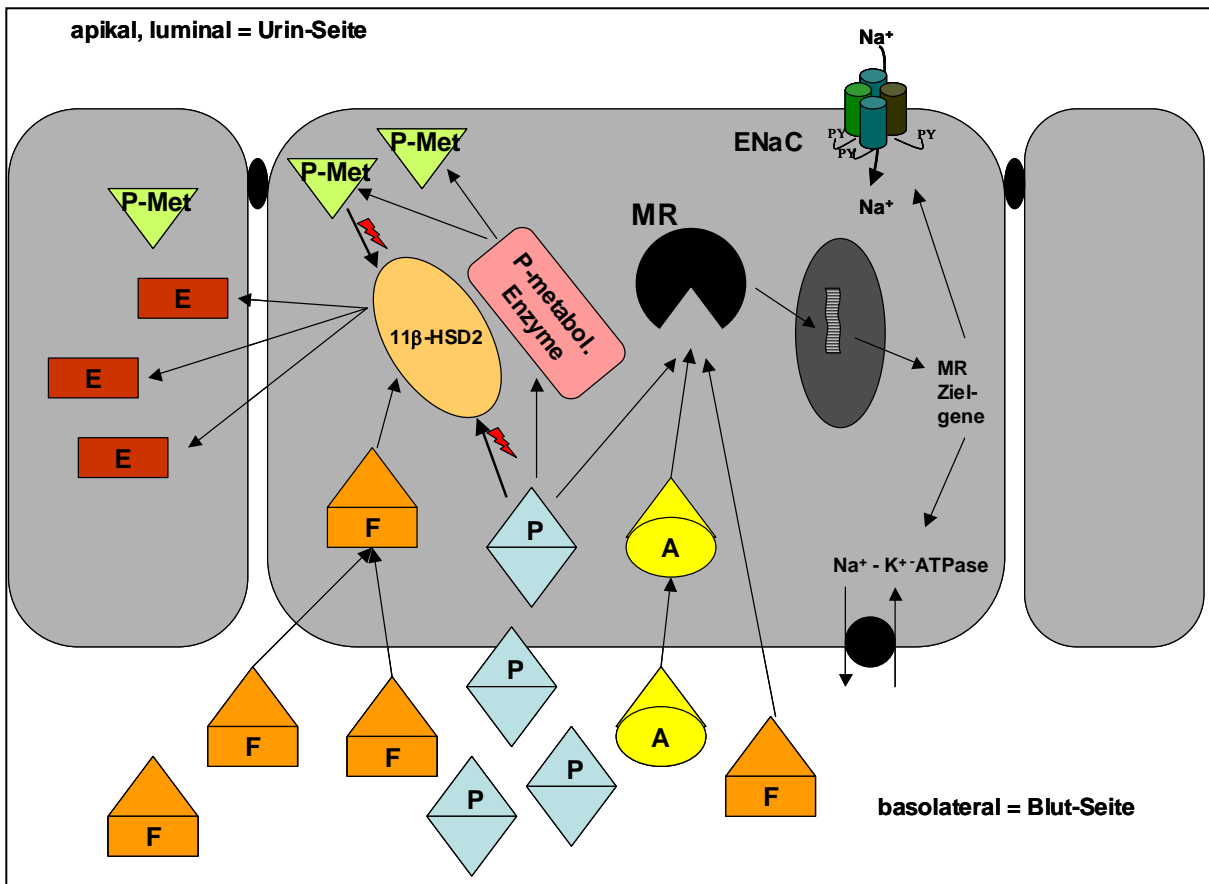 apikal, luminal = Urin-Seite
Na⁺
P-Met
P-Met
P-Met
ENaC
PY
PY
PY
Na⁺
MR
P-metabol.
Enzyme
E
11β-HSD2
E
E
MR
Ziel-
gene
F
P
A
Na⁺ - K⁺⁻ATPase
F
F
P
A
F
P
P
F
basolateral = Blut-Seite